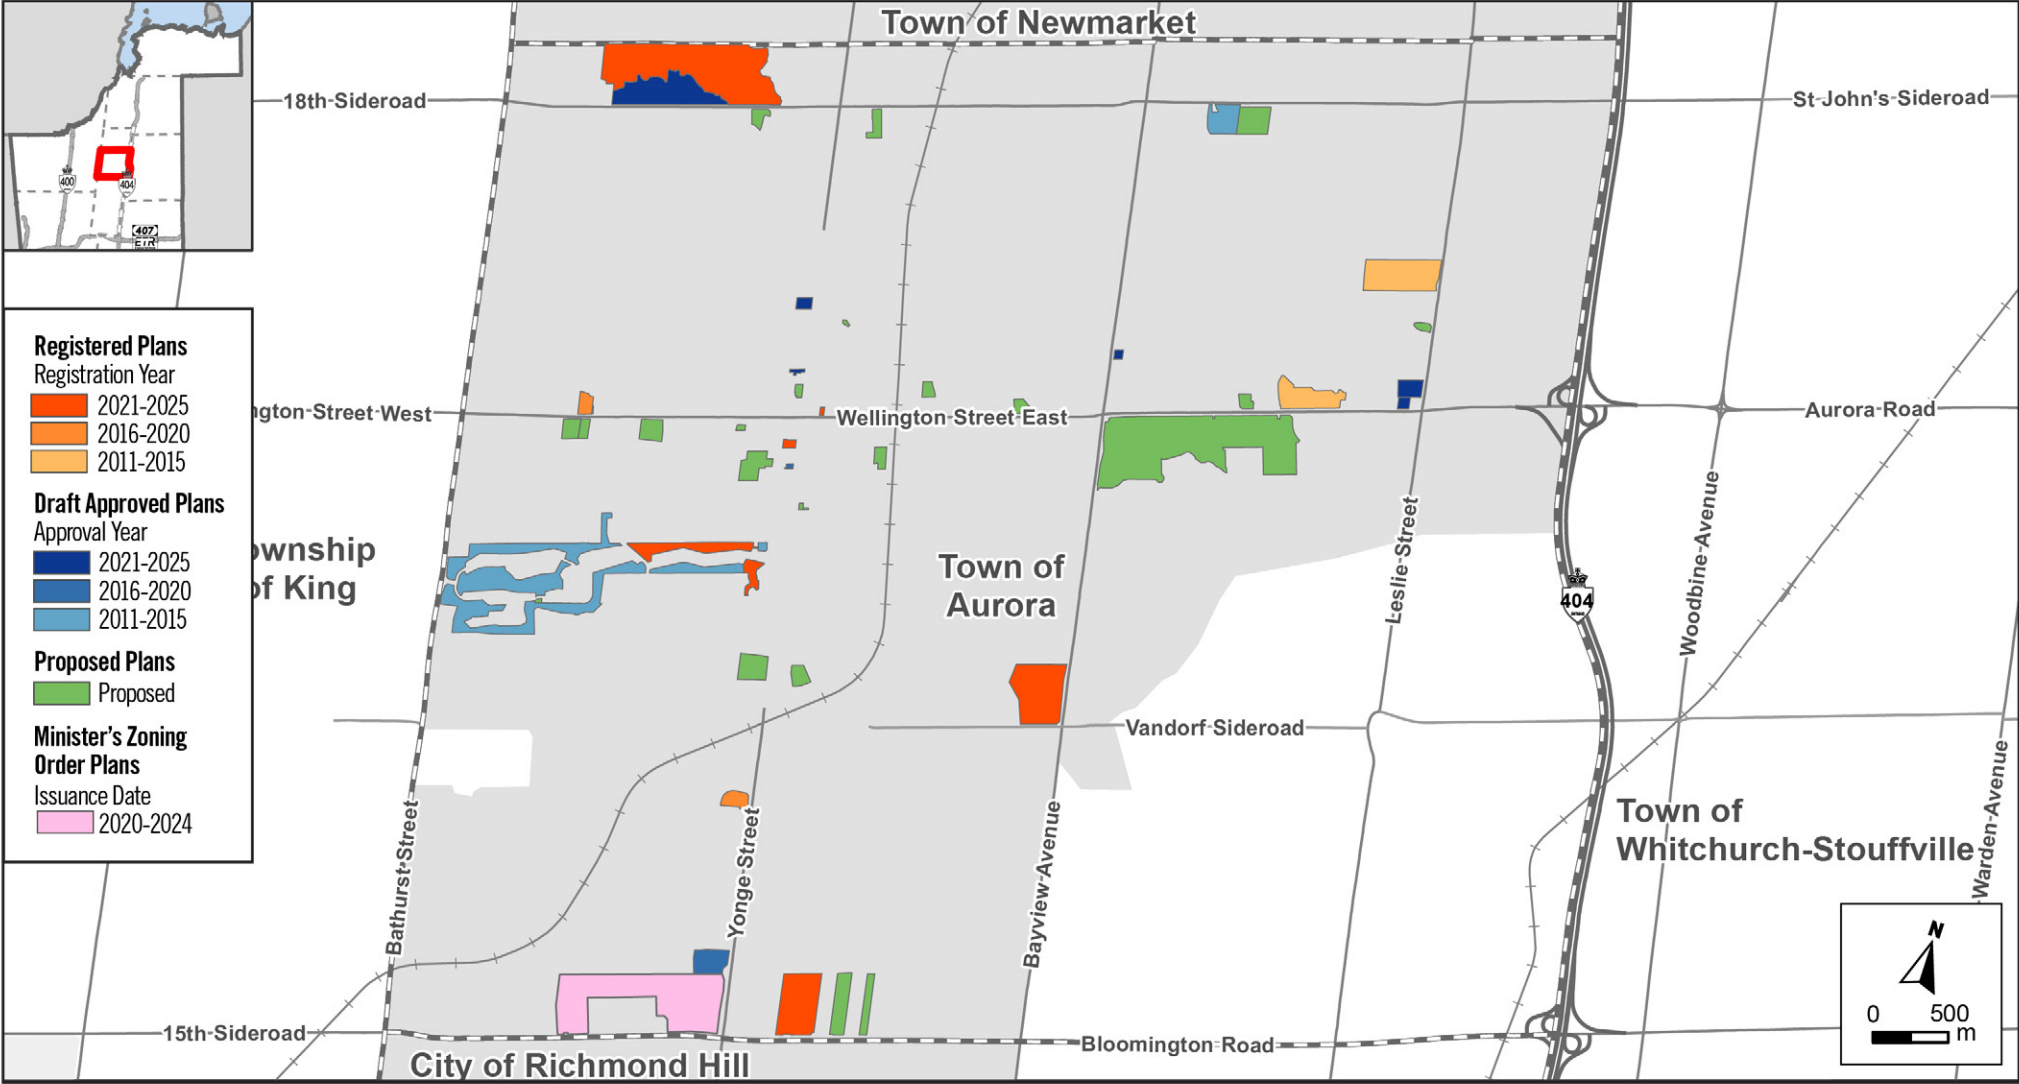 Town of Newmarket
18th Sideroad
St John's Sideroad
400
404
407
ETR
Registered Plans
Registration Year
2021-2025
2016-2020
2011-2015
Draft Approved Plans
Approval Year
2021-2025
2016-2020
2011-2015
Proposed Plans
Proposed
Minister's Zoning
Order Plans
Issuance Date
2020-2024
ngton Street West
Wellington Street East
Aurora Road
ownship
of King
Town of
Aurora
Leslie Street
Woodbine Avenue
404
Vandorf Sideroad
Bathurst Street
Yonge Street
Bayview Avenue
Town of
Whitchurch-Stouffville
Warden Avenue
15th Sideroad
Bloomington Road
City of Richmond Hill
N
0 500
m